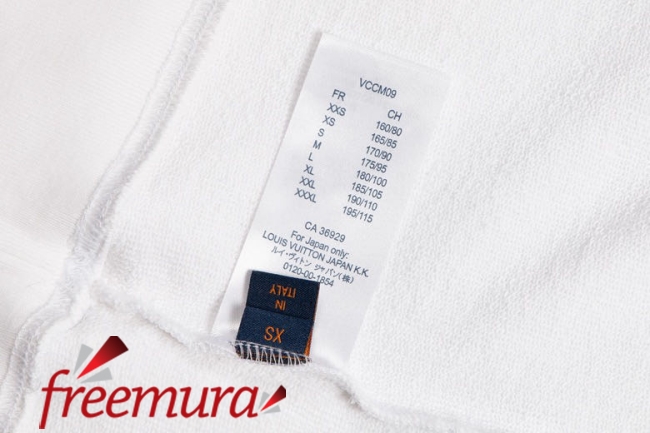 VCCM09
FR CH
XXS 160/80
XS 165/85
S 170/90
M 175/95
L 180/100
XL 185/105
XXL 190/110
XXXL 195/115
CA 36929
For Japan only:
LOUIS VUITTON JAPAN K.K.
ルイ・ヴィトン ジャパン(株)
0120-00-1854
IN
ITALY
XS
freemura